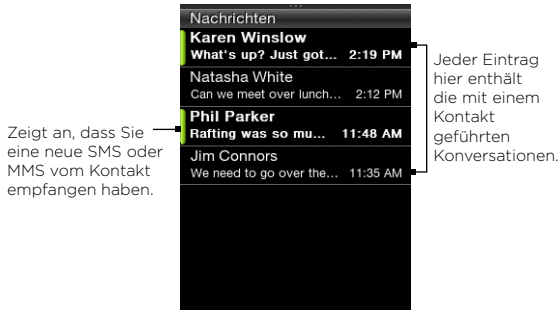 Nachrichten
Karen Winslow
What's up? Just got... 2:19 PM
Natasha White
Can we meet over lunch... 2:12 PM
Phil Parker
Rafting was so mu... 11:48 AM
Jim Connors
We need to go over the... 11:35 AM
Zeigt an, dass Sie
eine neue SMS oder
MMS vom Kontakt
empfangen haben.
Jeder Eintrag
hier enthält
die mit einem
Kontakt
geführten
Konversationen.